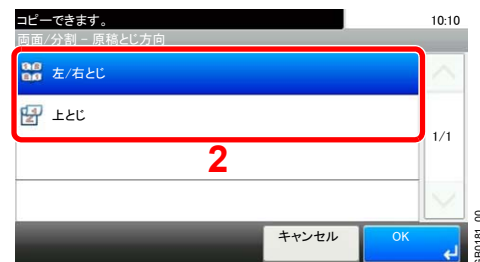 コピーできます。 10:10
両面/分割 - 原稿とじ方向
左/右とじ
上とじ
1/1
2
キャンセル OK
GB0181_00